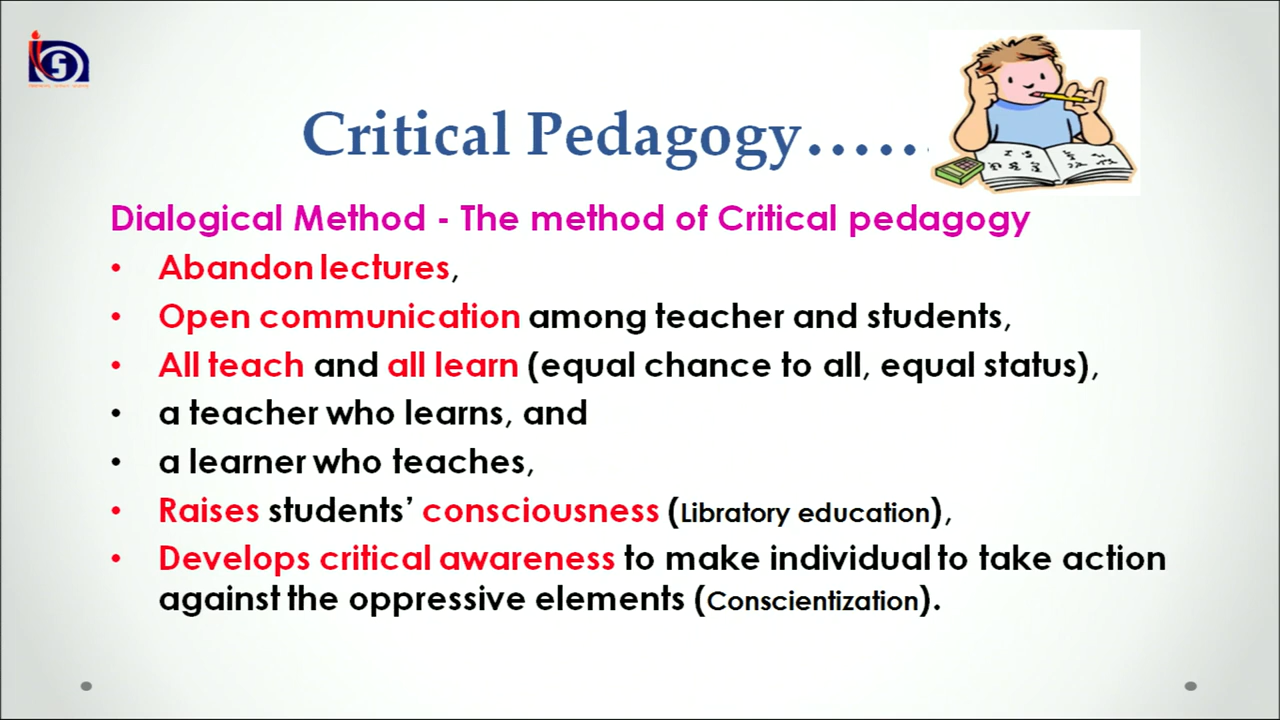 Critical Pedagogy......
Dialogical Method - The method of Critical pedagogy
• Abandon lectures,
• Open communication among teacher and students,
• All teach and all learn (equal chance to all, equal status),
• a teacher who learns, and
• a learner who teaches,
• Raises students’ consciousness (Libratory education),
• Develops critical awareness to make individual to take action
against the oppressive elements (Conscientization).